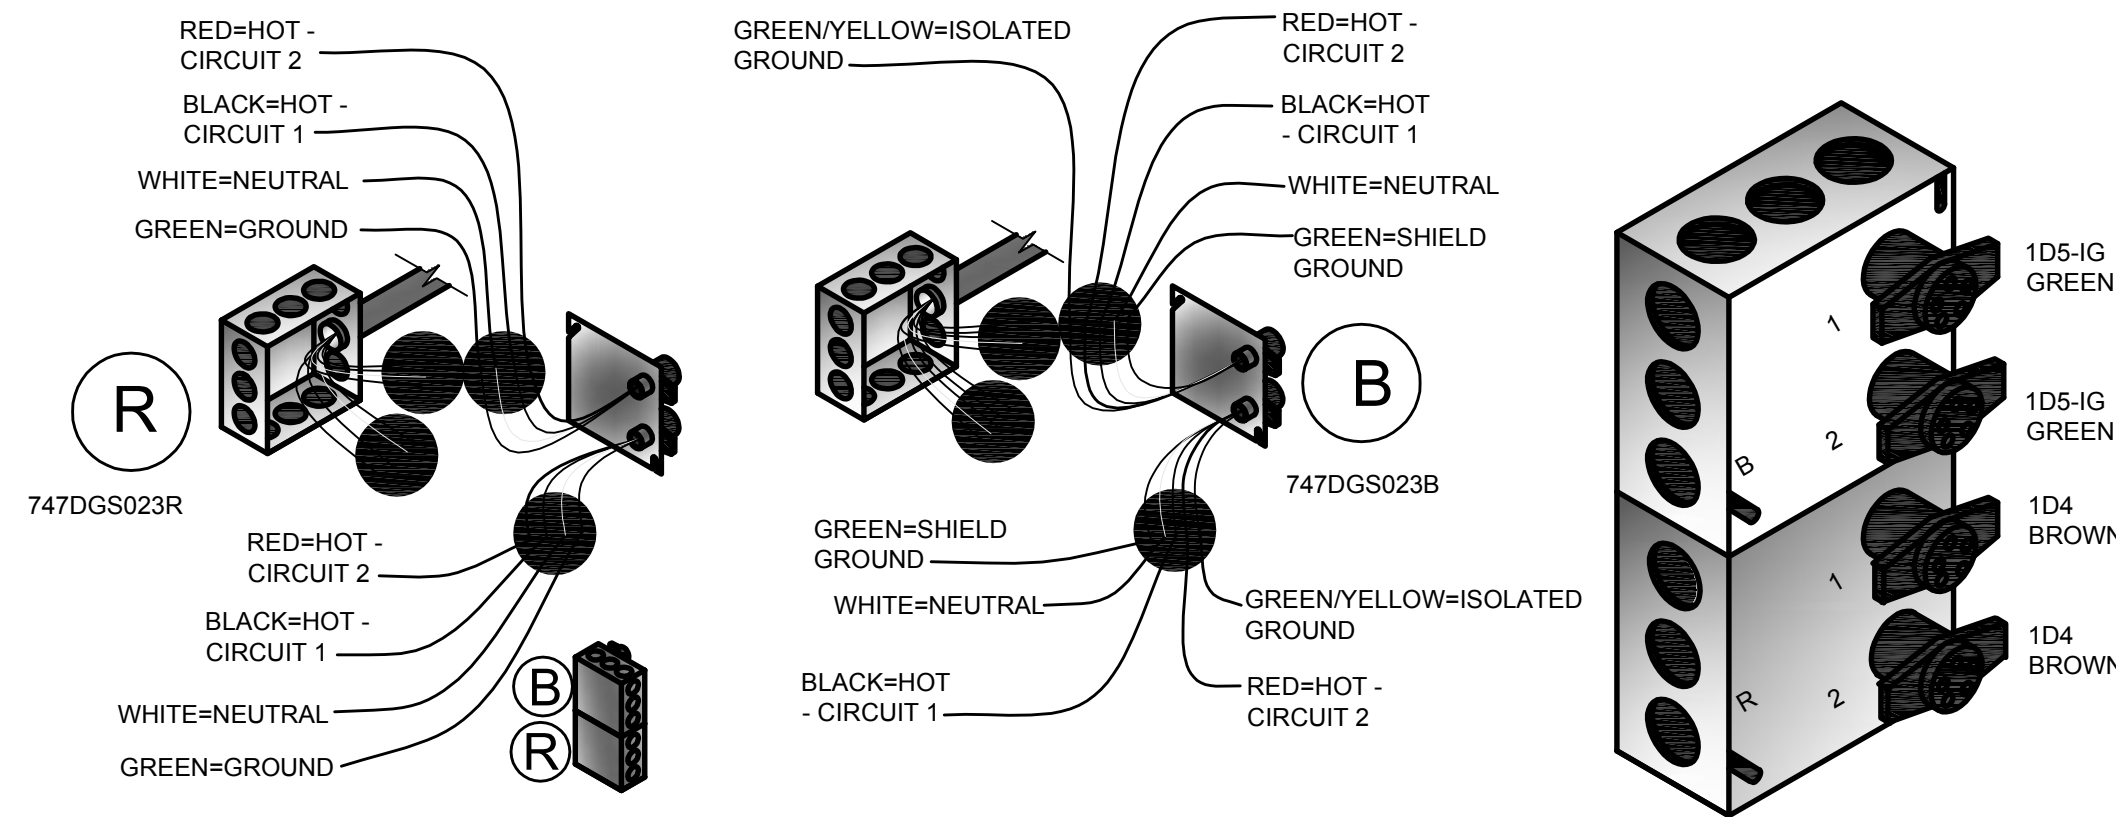 RED=HOT -
CIRCUIT 2
BLACK=HOT -
CIRCUIT 1
WHITE=NEUTRAL
GREEN=GROUND
R
747DGS023R
RED=HOT -
CIRCUIT 2
BLACK=HOT -
CIRCUIT 1
WHITE=NEUTRAL
GREEN=GROUND
B
R
GREEN/YELLOW=ISOLATED
GROUND
RED=HOT -
CIRCUIT 2
BLACK=HOT
- CIRCUIT 1
WHITE=NEUTRAL
GREEN=SHIELD
GROUND
B
747DGS023B
GREEN=SHIELD
GROUND
WHITE=NEUTRAL
BLACK=HOT
- CIRCUIT 1
GREEN/YELLOW=ISOLATED
GROUND
RED=HOT -
CIRCUIT 2
1
2
B
1
2
R
1D5-IG
GREEN
1D5-IG
GREEN
1D4
BROWN
1D4
BROWN